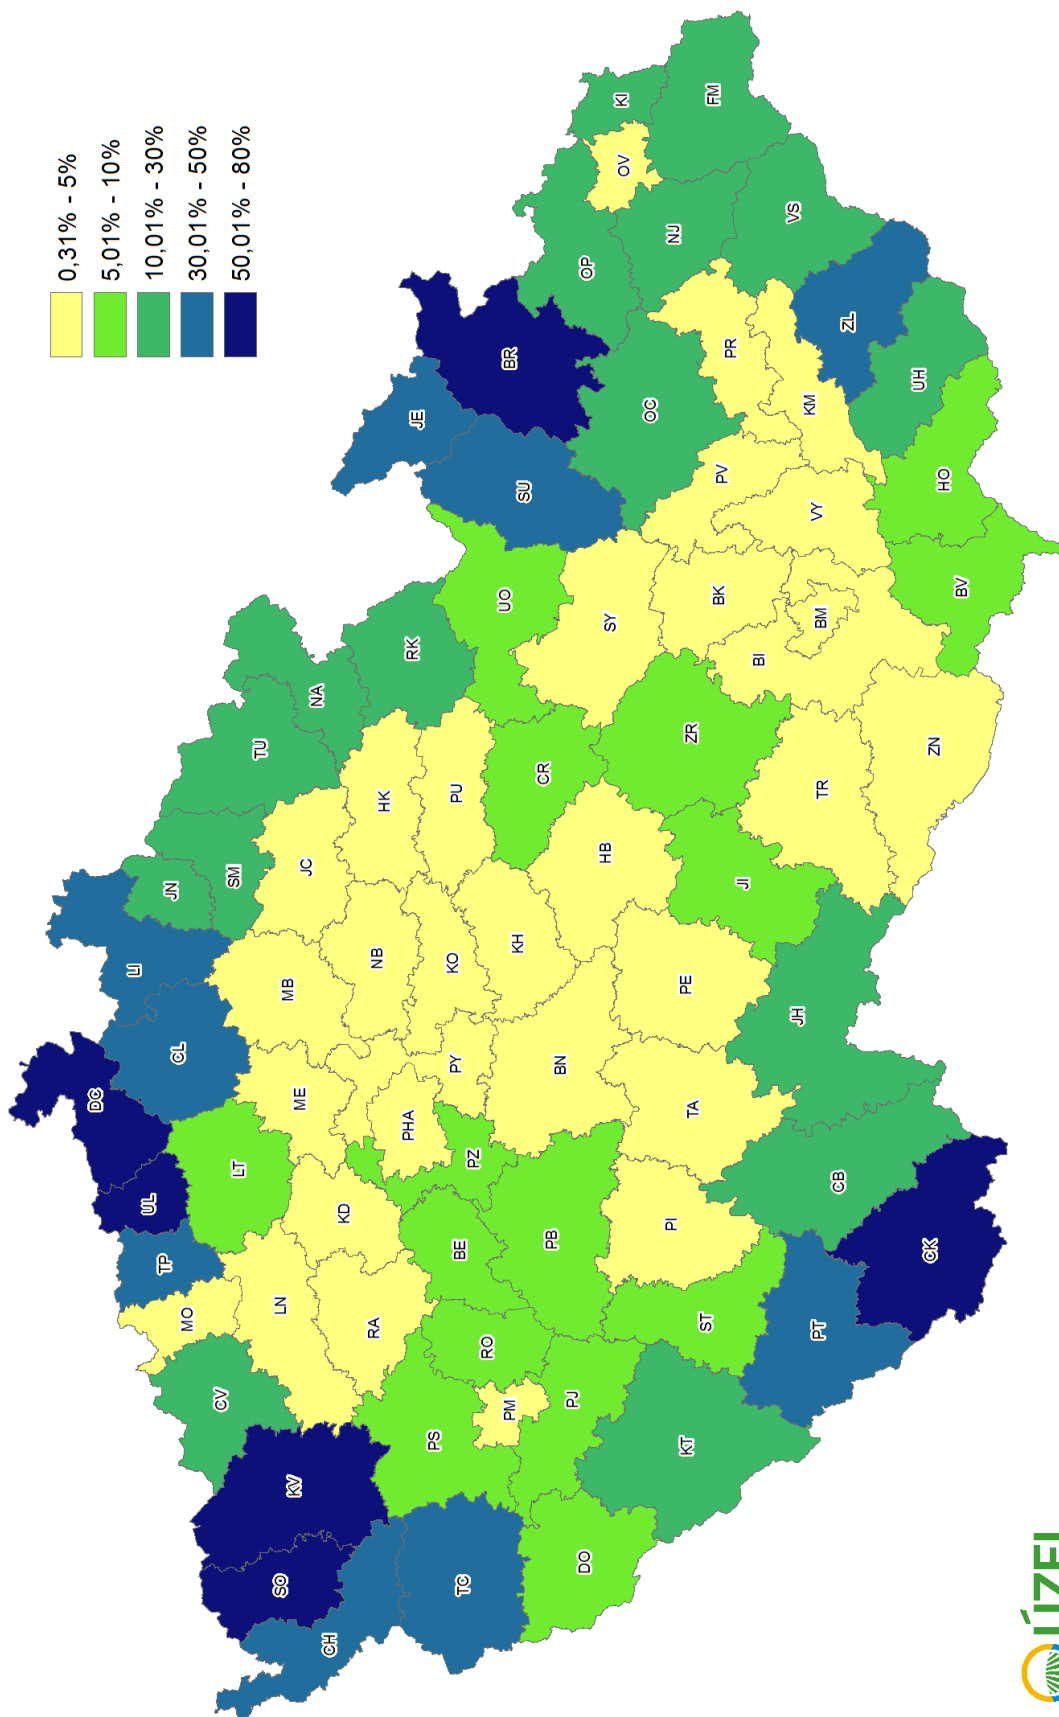 0,31% - 5%
5,01% - 10%
10,01% - 30%
30,01% - 50%
50,01% - 80%
CH
SO
KV
CV
MO
TP
UL
DC
CL
LI
JN
SM
TU
NA
RK
TC
PS
RA
LN
KD
LT
ME
MB
JC
NB
HK
PU
UO
JE
SU
BR
DO
PM
RO
BE
PZ
PHA
PY
KO
KH
CR
SY
OP
OV
KI
FM
PJ
PB
BN
HB
ZR
BK
OC
NJ
VS
KT
ST
PI
TA
PE
JI
BI
BM
PV
PR
KM
VY
ZL
PT
CB
JH
TR
ZN
BV
HO
UH
CK
ÚZEI